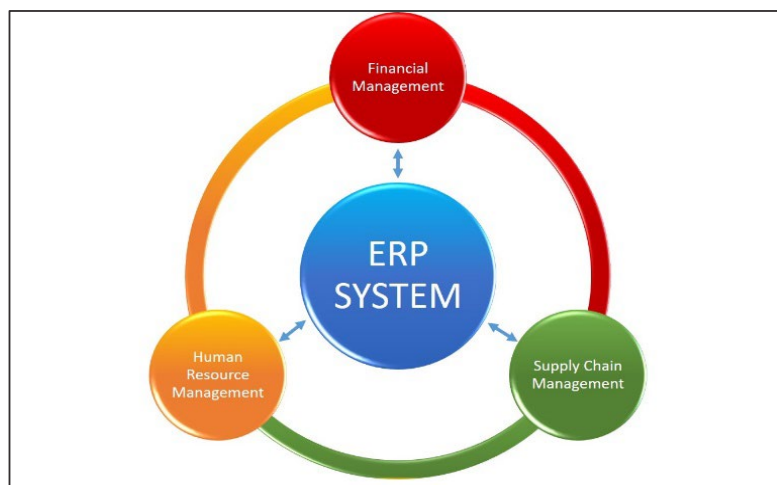 Financial
Management
ERP
SYSTEM
Human
Resource
Management
Supply Chain
Management